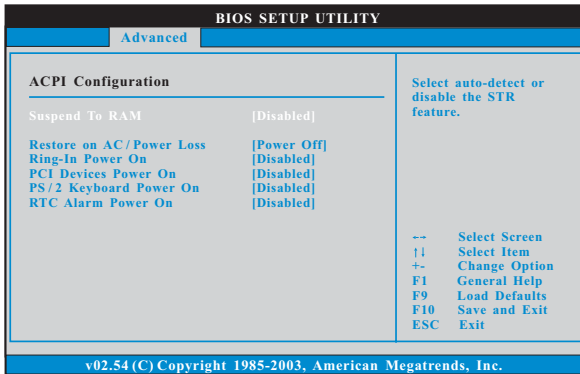 BIOS SETUP UTILITY
Advanced
ACPI Configuration
Suspend To RAM [Disabled]
Restore on AC / Power Loss [Power Off]
Ring-In Power On [Disabled]
PCI Devices Power On [Disabled]
PS / 2 Keyboard Power On [Disabled]
RTC Alarm Power On [Disabled]
Select auto-detect or
disable the STR
feature.
←→ Select Screen
↑↓ Select Item
+- Change Option
F1 General Help
F9 Load Defaults
F10 Save and Exit
ESC Exit
v02.54 (C) Copyright 1985-2003, American Megatrends, Inc.